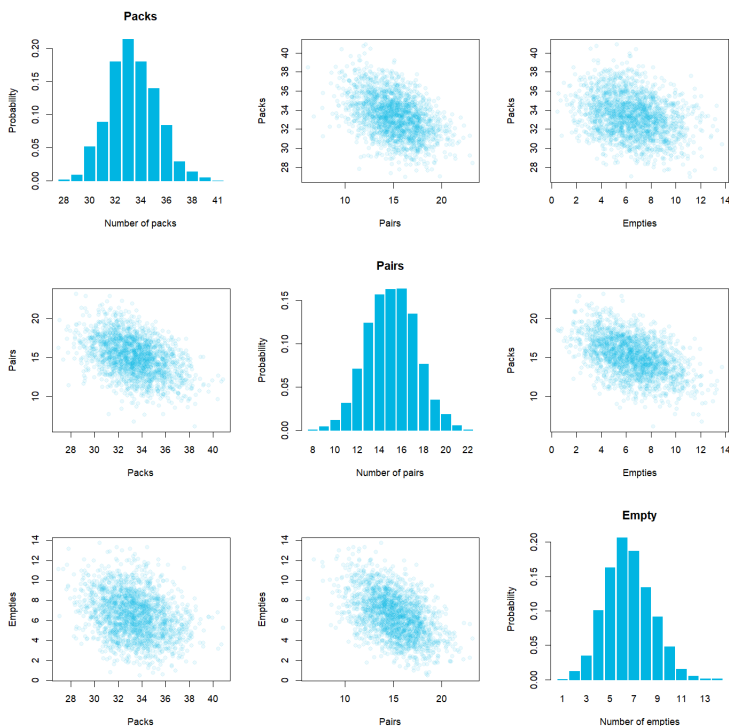 Packs
Probability
0.00 0.05 0.10 0.15 0.20
28 30 32 34 36 38 41
Number of packs
Packs
28 30 32 34 36 38 40
10 15 20
Pairs
Packs
28 30 32 34 36 38 40
0 2 4 6 8 10 12 14
Empties
Pairs
10 15 20
28 30 32 34 36 38 40
Packs
Pairs
Probability
0.00 0.05 0.10 0.15
8 10 12 14 16 18 20 22
Number of pairs
Packs
10 15 20
0 2 4 6 8 10 12 14
Empties
Empties
0 2 4 6 8 10 12 14
28 30 32 34 36 38 40
Packs
Empties
0 2 4 6 8 10 12 14
10 15 20
Pairs
Empty
Probability
0.00 0.05 0.10 0.15 0.20
1 3 5 7 9 11 13
Number of empties